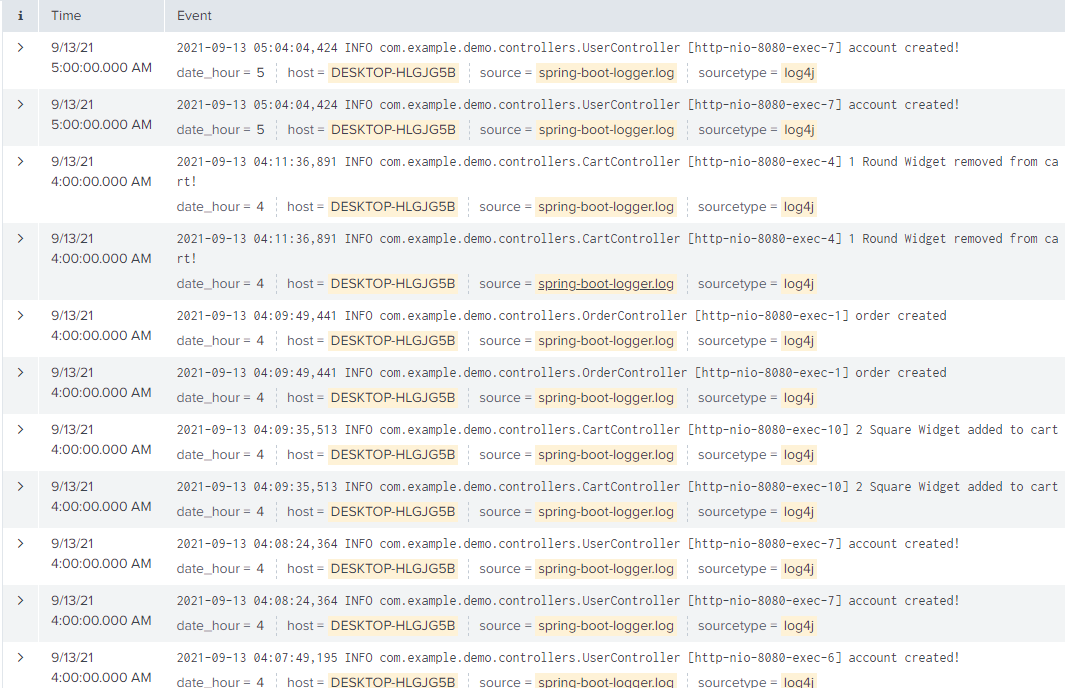 i Time Event
> 9/13/21 2021-09-13 05:04:04,424 INFO com.example.demo.controllers.UserController [http-nio-8080-exec-7] account created!
5:00:00.000 AM date_hour = 5 host = DESKTOP-HLGJG5B source = spring-boot-logger.log sourcetype = log4j
> 9/13/21 2021-09-13 05:04:04,424 INFO com.example.demo.controllers.UserController [http-nio-8080-exec-7] account created!
5:00:00.000 AM date_hour = 5 host = DESKTOP-HLGJG5B source = spring-boot-logger.log sourcetype = log4j
> 9/13/21 2021-09-13 04:11:36,891 INFO com.example.demo.controllers.CartController [http-nio-8080-exec-4] 1 Round Widget removed from ca
4:00:00.000 AM rt!
date_hour = 4 host = DESKTOP-HLGJG5B source = spring-boot-logger.log sourcetype = log4j
> 9/13/21 2021-09-13 04:11:36,891 INFO com.example.demo.controllers.CartController [http-nio-8080-exec-4] 1 Round Widget removed from ca
4:00:00.000 AM rt!
date_hour = 4 host = DESKTOP-HLGJG5B source = spring-boot-logger.log sourcetype = log4j
> 9/13/21 2021-09-13 04:09:49,441 INFO com.example.demo.controllers.OrderController [http-nio-8080-exec-1] order created
4:00:00.000 AM date_hour = 4 host = DESKTOP-HLGJG5B source = spring-boot-logger.log sourcetype = log4j
> 9/13/21 2021-09-13 04:09:49,441 INFO com.example.demo.controllers.OrderController [http-nio-8080-exec-1] order created
4:00:00.000 AM date_hour = 4 host = DESKTOP-HLGJG5B source = spring-boot-logger.log sourcetype = log4j
> 9/13/21 2021-09-13 04:09:35,513 INFO com.example.demo.controllers.CartController [http-nio-8080-exec-10] 2 Square Widget added to cart
4:00:00.000 AM date_hour = 4 host = DESKTOP-HLGJG5B source = spring-boot-logger.log sourcetype = log4j
> 9/13/21 2021-09-13 04:09:35,513 INFO com.example.demo.controllers.CartController [http-nio-8080-exec-10] 2 Square Widget added to cart
4:00:00.000 AM date_hour = 4 host = DESKTOP-HLGJG5B source = spring-boot-logger.log sourcetype = log4j
> 9/13/21 2021-09-13 04:08:24,364 INFO com.example.demo.controllers.UserController [http-nio-8080-exec-7] account created!
4:00:00.000 AM date_hour = 4 host = DESKTOP-HLGJG5B source = spring-boot-logger.log sourcetype = log4j
> 9/13/21 2021-09-13 04:08:24,364 INFO com.example.demo.controllers.UserController [http-nio-8080-exec-7] account created!
4:00:00.000 AM date_hour = 4 host = DESKTOP-HLGJG5B source = spring-boot-logger.log sourcetype = log4j
> 9/13/21 2021-09-13 04:07:49,195 INFO com.example.demo.controllers.UserController [http-nio-8080-exec-6] account created!
4:00:00.000 AM date_hour = 4 host = DESKTOP-HLGJG5B source = spring-boot-logger.log sourcetype = log4j